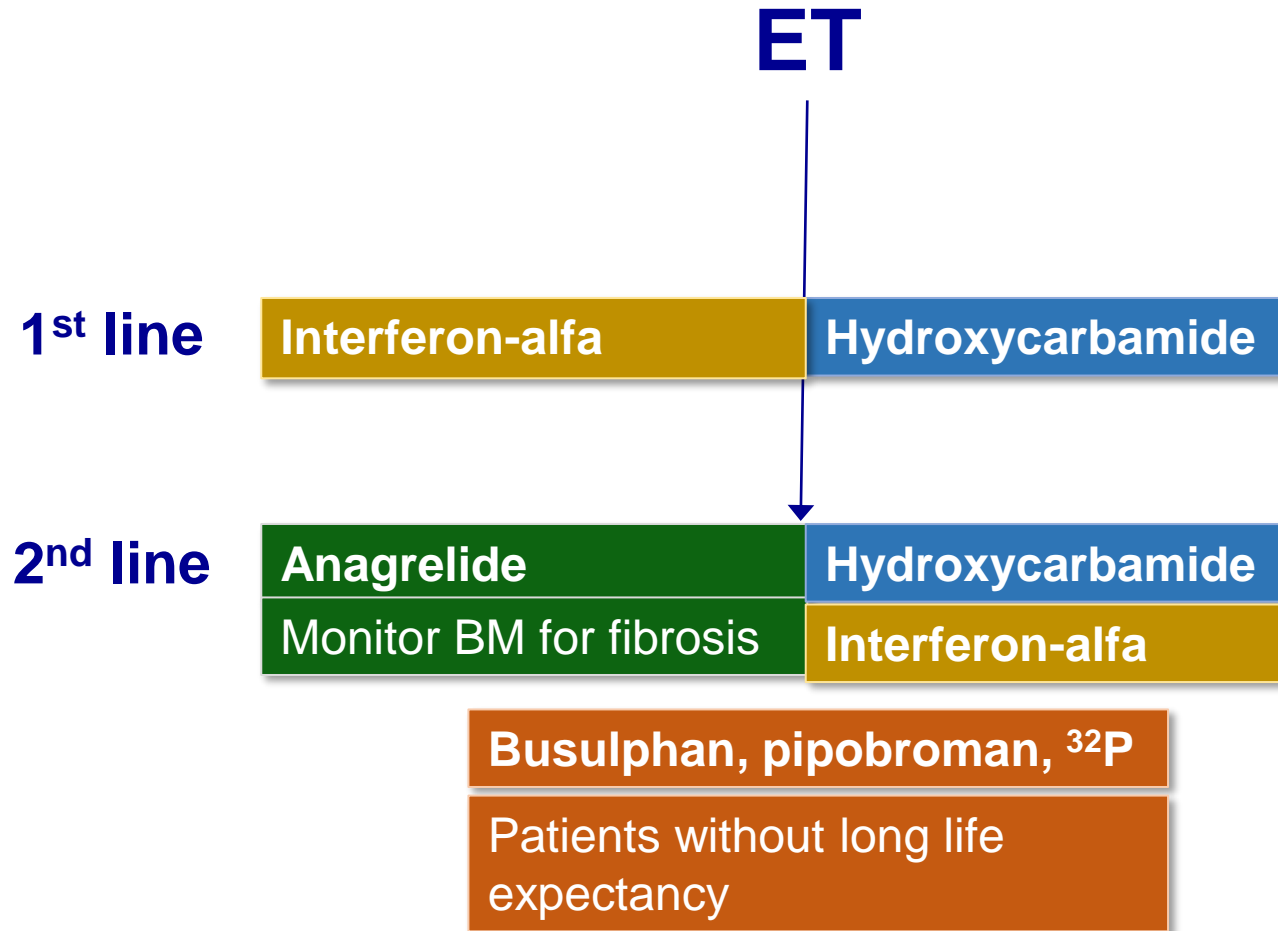 ET
1st line
Interferon-alfa
Hydroxycarbamide
2nd line
Anagrelide
Hydroxycarbamide
Monitor BM for fibrosis
Interferon-alfa
Busulphan, pipobroman, 32P
Patients without long life
expectancy